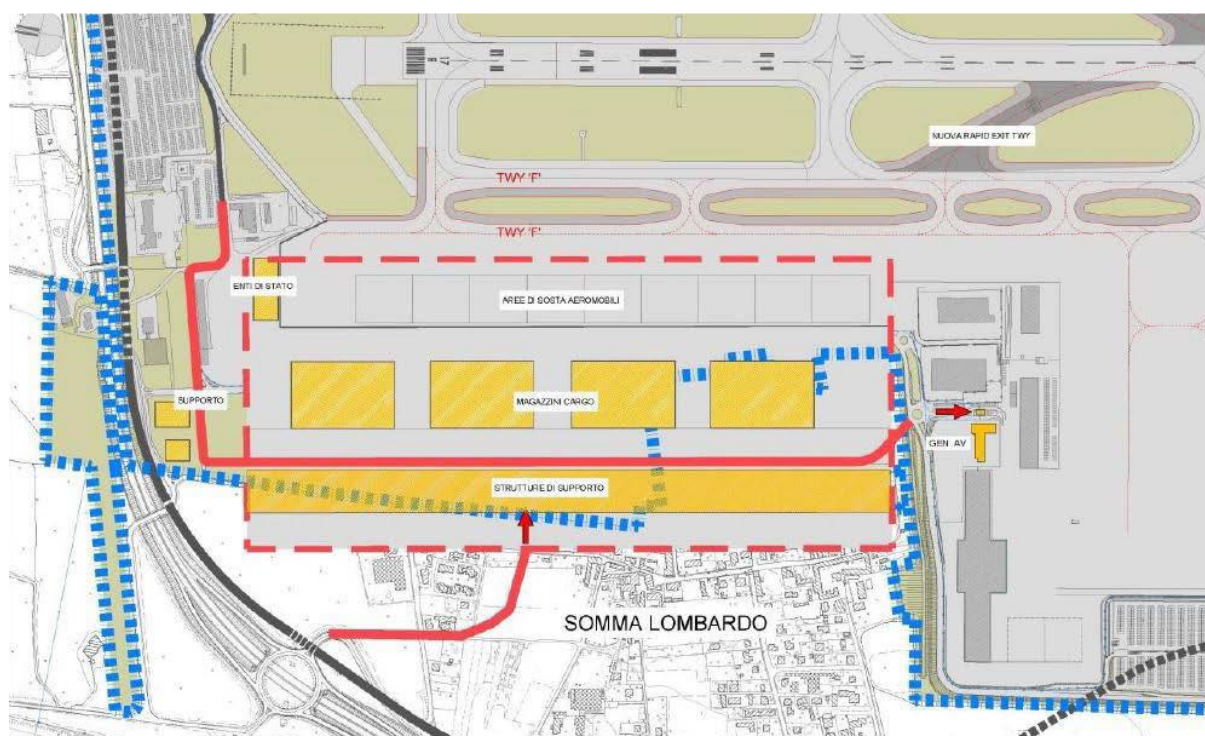 NUOVA RAPID EXIT TWY
TWY 'F'
TWY 'F'
ENTI DI STATO
AREE DI SOSTA AEROMOBILI
SUPPORTO
MAGAZZINI CARGO
GEN. AV
STRUTTURE DI SUPPORTO
SOMMA LOMBARDO